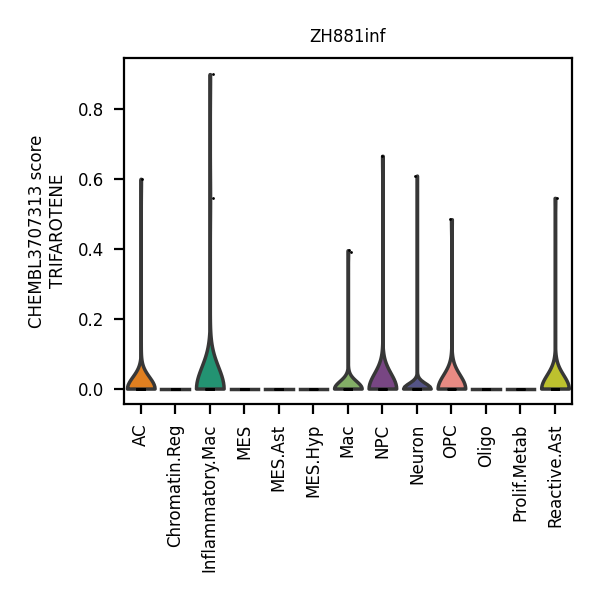 ZH881inf
CHEMBL3707313 score
TRIFAROTENE
0.8
0.6
0.4
0.2
0.0
AC
Chromatin.Reg
Inflammatory.Mac
MES
MES.Ast
MES.Hyp
Mac
NPC
Neuron
OPC
Oligo
Prolif.Metab
Reactive.Ast